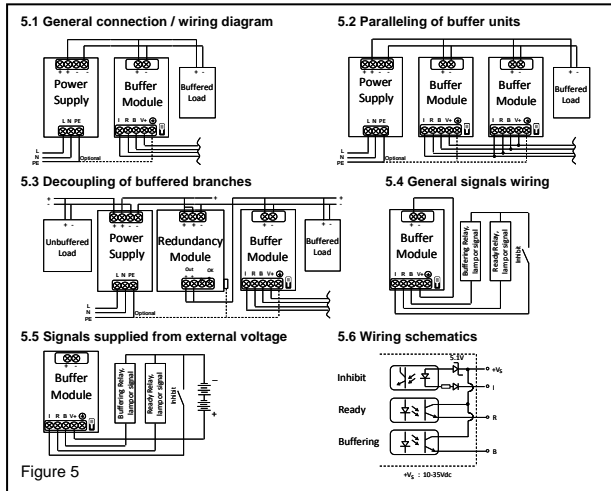 5.1 General connection / wiring diagram
+ + - -
Power
Supply
L N PE
+ -
Buffer
Module
I R B V+
+ -
Buffered
Load
L
N
PE
Optional
5.2 Paralleling of buffer units
+ + - -
Power
Supply
L N PE
+ -
Buffer
Module
I R B V+
+ -
Buffer
Module
I R B V+
+ -
Buffered
Load
L
N
PE
Optional
5.3 Decoupling of buffered branches
+
-
+ -
Unbuffered
Load
+ + - -
Power
Supply
L N PE
+ -
Redundancy
Module
Out
+ +
OK
+
-
+ -
Buffer
Module
I R B V+
+
-
+ -
Buffered
Load
L
N
PE
Optional
5.4 General signals wiring
+ -
Buffer
Module
I R B V+
Buffering Relay,
lamp or signal
Ready Relay,
lamp or signal
Inhibit
5.5 Signals supplied from external voltage
+ -
Buffer
Module
I R B V+
Buffering Relay,
lamp or signal
Ready Relay,
lamp or signal
Inhibit
−
+
5.6 Wiring schematics
5.1V
Inhibit
+VS
I
Ready
R
Buffering
B
+VS : 10-35Vdc
Figure 5